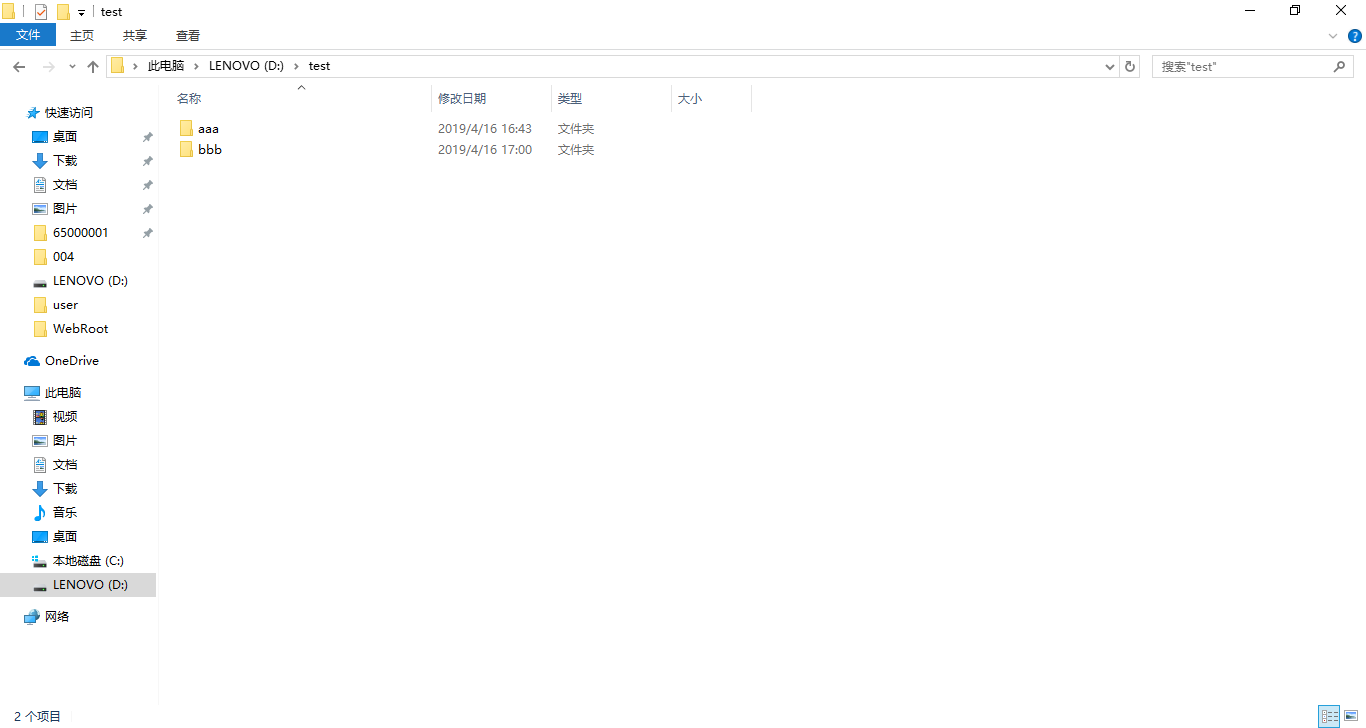 test
文件 主页 共享 查看
此电脑 LENOVO (D:) test 搜索"test"
名称 修改日期 类型 大小
aaa 2019/4/16 16:43 文件夹
bbb 2019/4/16 17:00 文件夹
快速访问
桌面
下载
文档
图片
65000001
004
LENOVO (D:)
user
WebRoot
OneDrive
此电脑
视频
图片
文档
下载
音乐
桌面
本地磁盘 (C:)
LENOVO (D:)
网络
2 个项目